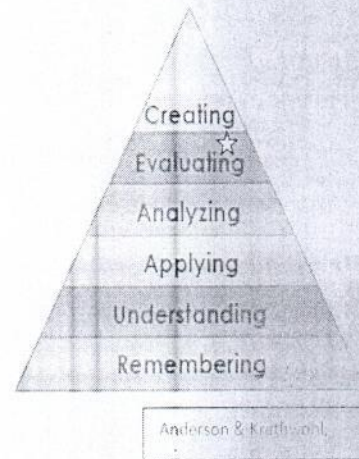 Creating
Evaluating
Analyzing
Applying
Understanding
Remembering
Anderson & Krathwohl,